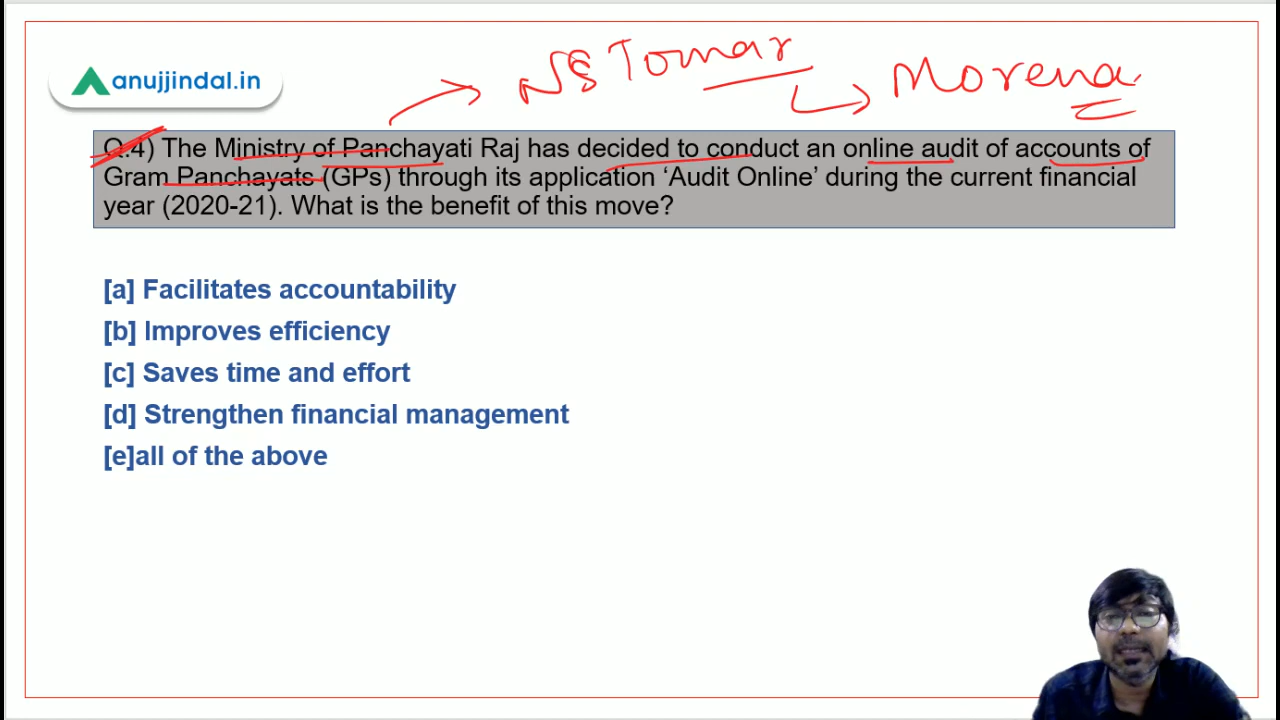 NS Tomar
Morena
anujjindal.in
Q.4) The Ministry of Panchayati Raj has decided to conduct an online audit of accounts of
Gram Panchayats (GPs) through its application ‘Audit Online’ during the current financial
year (2020-21). What is the benefit of this move?
[a] Facilitates accountability
[b] Improves efficiency
[c] Saves time and effort
[d] Strengthen financial management
[e]all of the above